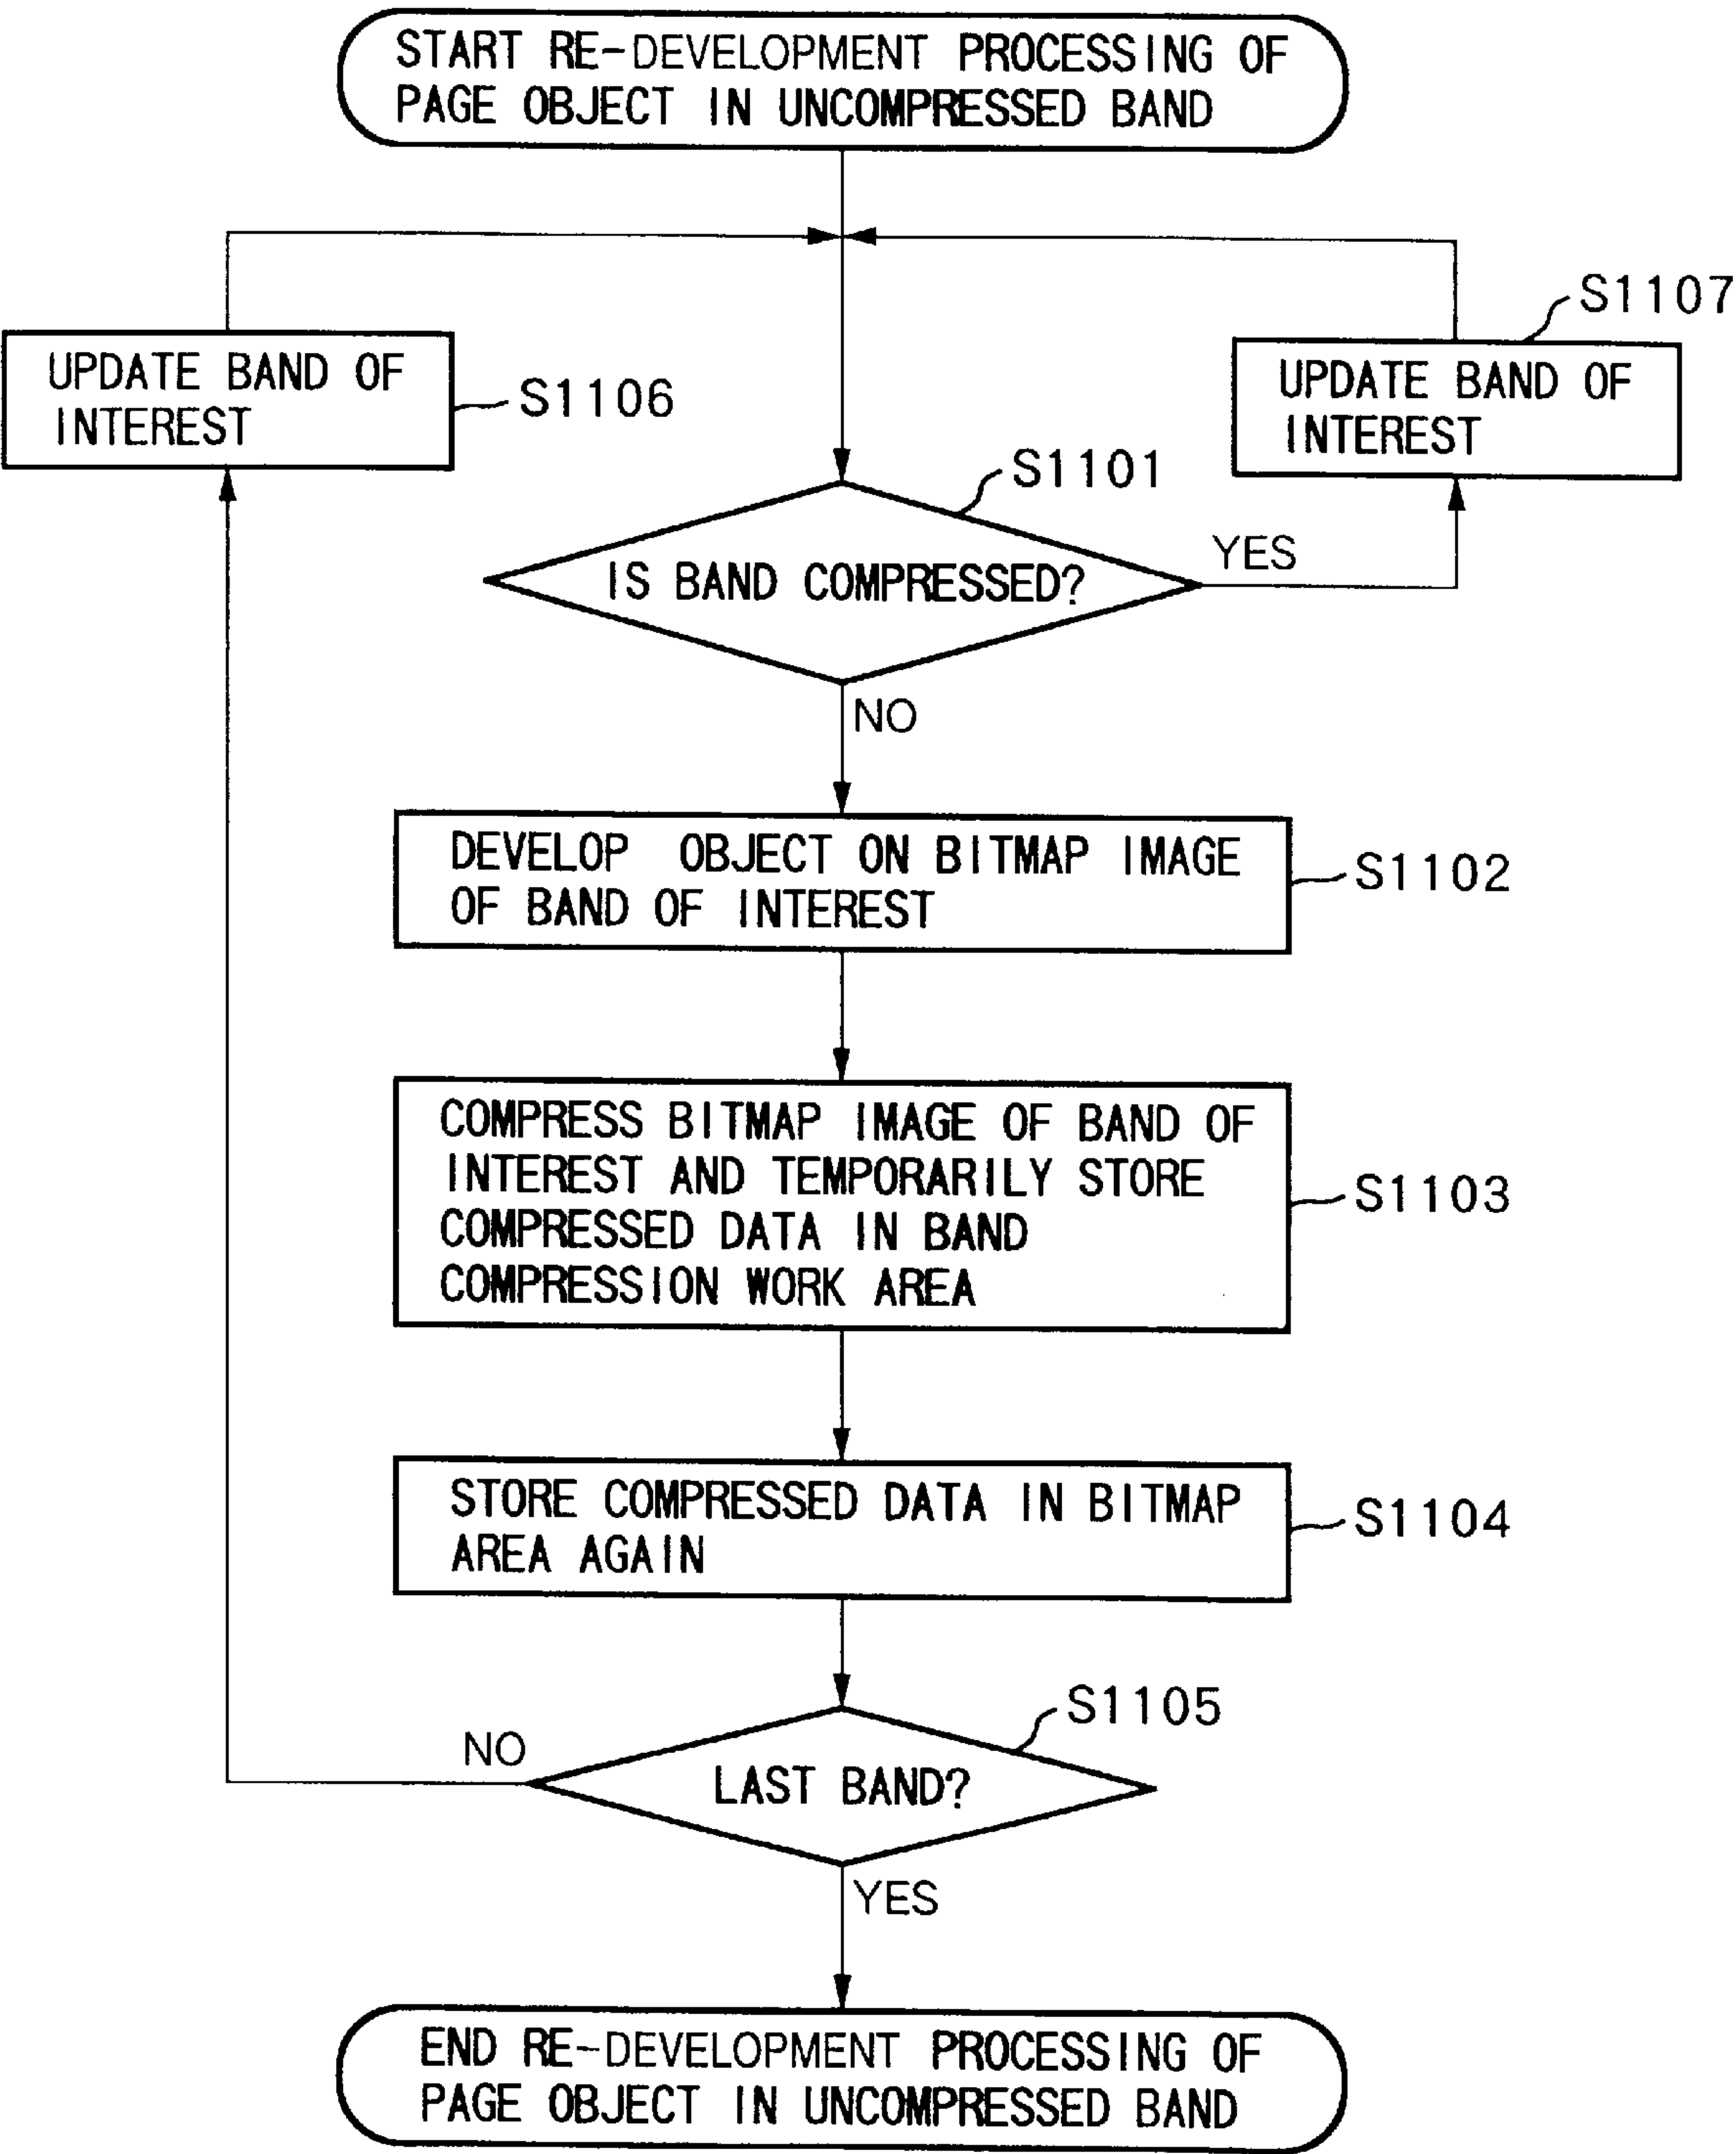 START RE-DEVELOPMENT PROCESSING OF
PAGE OBJECT IN UNCOMPRESSED BAND
S1107
UPDATE BAND OF
INTEREST
S1106
UPDATE BAND OF
INTEREST
S1101
IS BAND COMPRESSED?
YES
NO
DEVELOP OBJECT ON BITMAP IMAGE
OF BAND OF INTEREST
S1102
COMPRESS BITMAP IMAGE OF BAND OF
INTEREST AND TEMPORARILY STORE
COMPRESSED DATA IN BAND
COMPRESSION WORK AREA
S1103
STORE COMPRESSED DATA IN BITMAP
AREA AGAIN
S1104
S1105
NO
LAST BAND?
YES
END RE-DEVELOPMENT PROCESSING OF
PAGE OBJECT IN UNCOMPRESSED BAND